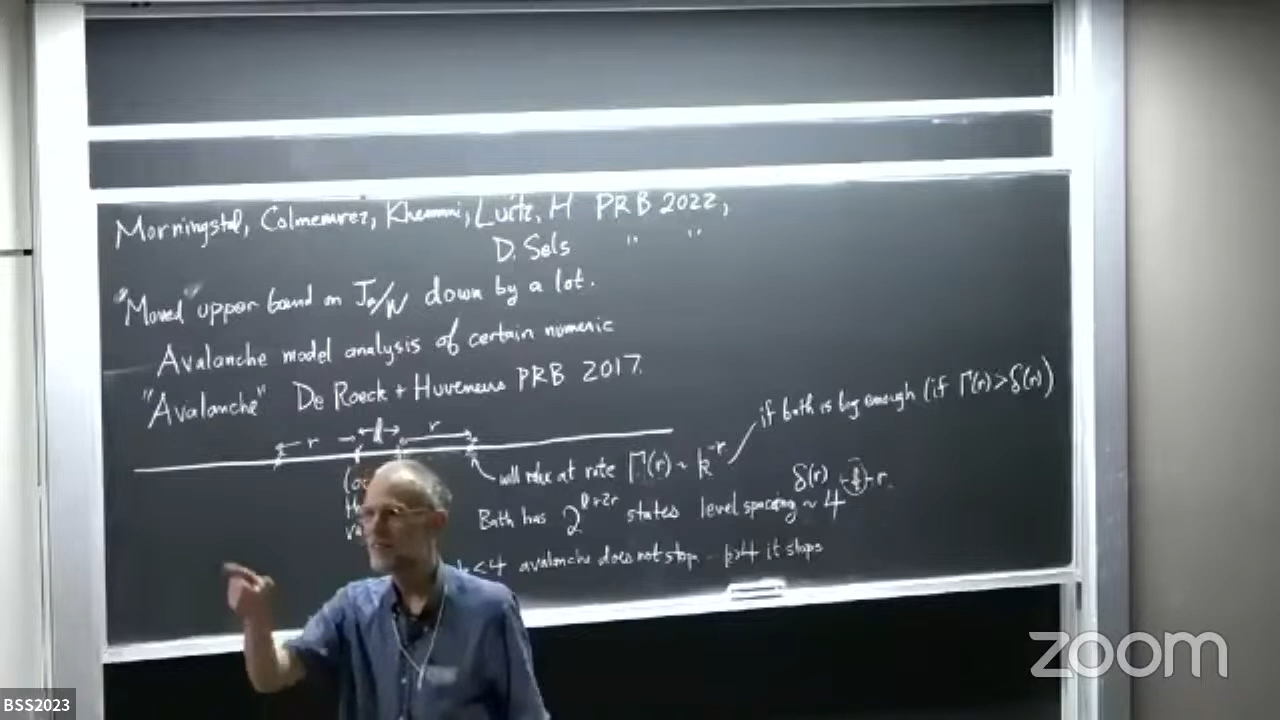 Morningstal, Colmenarez, Khemani, Luitz, H PRB 2022,
D. Sels " "
"Moved" upper bound on J₀/W down by a lot.
Avalanche model analysis of certain numeric
"Avalanche" De Roeck + Huveneers PRB 2017.
if bath is big enough (if Γ(r) > δ(r))
r ℓ r
will relax at rate Γ(r) ~ k^-r
δ(r)
Bath has 2^ℓ+2r states level spacing ~ 4
< 4 avalanche does not stop k>4 it stops
BSS2023
zoom